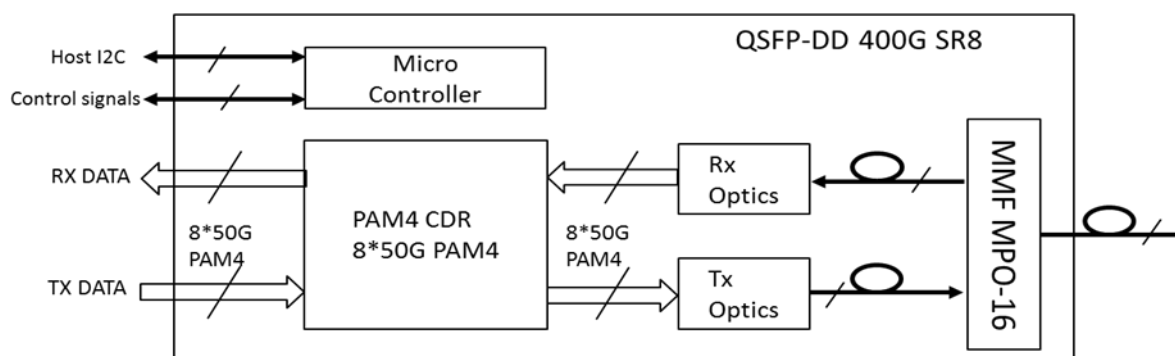 QSFP-DD 400G SR8
Host I2C
Micro
Controller
Control signals
RX DATA
Rx
Optics
PAM4 CDR
8*50G PAM4
8*50G
PAM4
8*50G
PAM4
TX DATA
Tx
Optics
MMF MPO-16